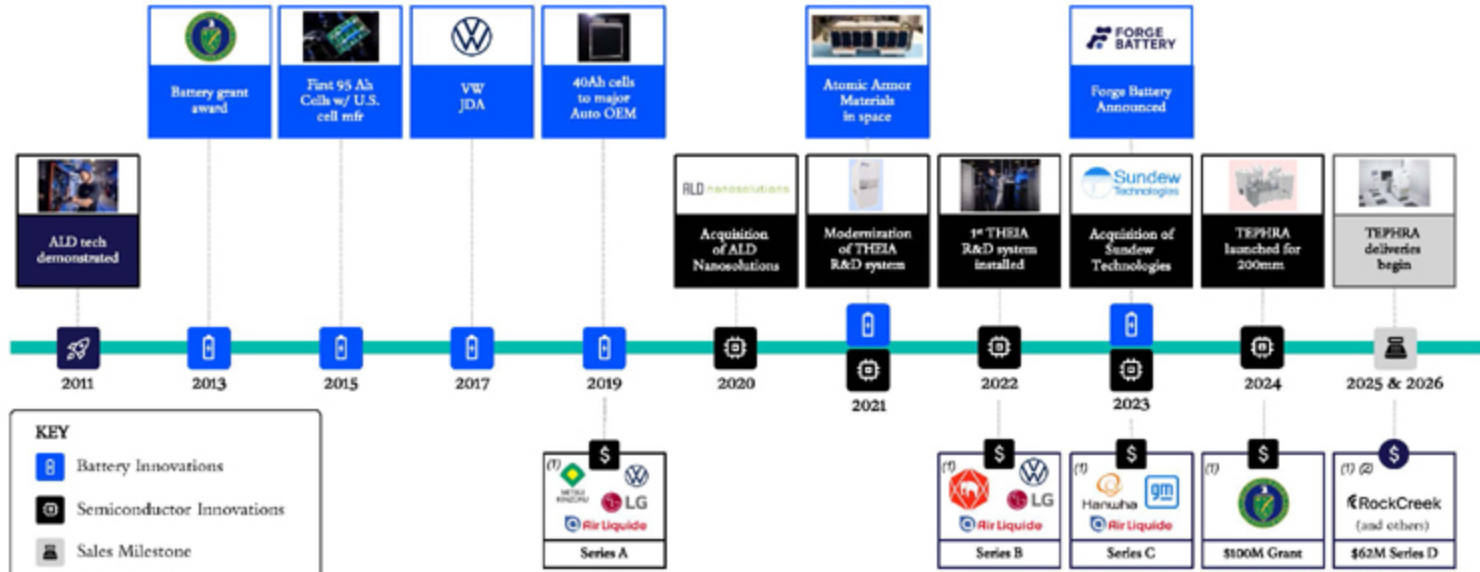 FORGE
BATTERY
Battery grant
award
First 95 Ah
Cells w/ U.S.
cell mfr
VW
JDA
40Ah cells
to major
Auto OEM
Atomic Armor
Materials
in space
Forge Battery
Announced
ALD nanosolutions
Sundew
Technologies
ALD tech
demonstrated
Acquisition
of ALD
Nanosolutions
Modernization
of THEIA
R&D system
1st THEIA
R&D system
installed
Acquisition of
Sundew
Technologies
TEPHRA
launched for
200mm
TEPHRA
deliveries
begin
2011
2013
2015
2017
2019
2020
2021
2022
2023
2024
2025 & 2026
KEY
Battery Innovations
Semiconductor Innovations
Sales Milestone
$
(1)
MITSUI
KINZOKU
LG
Air Liquide
Series A
$
(1)
LG
Air Liquide
Series B
$
(1)
Hanwha
gm
Air Liquide
Series C
$
(1)
$100M Grant
$
(1) (2)
RockCreek
(and others)
$62M Series D